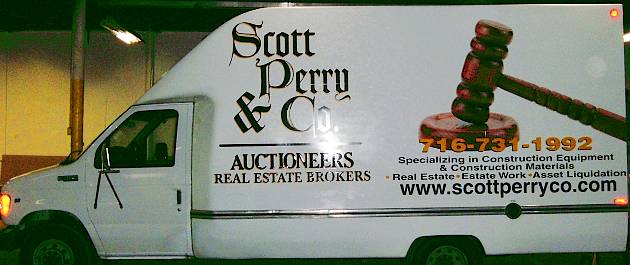 Scott
Perry
& Co.
AUCTIONEERS
REAL ESTATE BROKERS
716-731-1992
Specializing in Construction Equipment
& Construction Materials
• Real Estate • Estate Work • Asset Liquidation
www.scottperryco.com